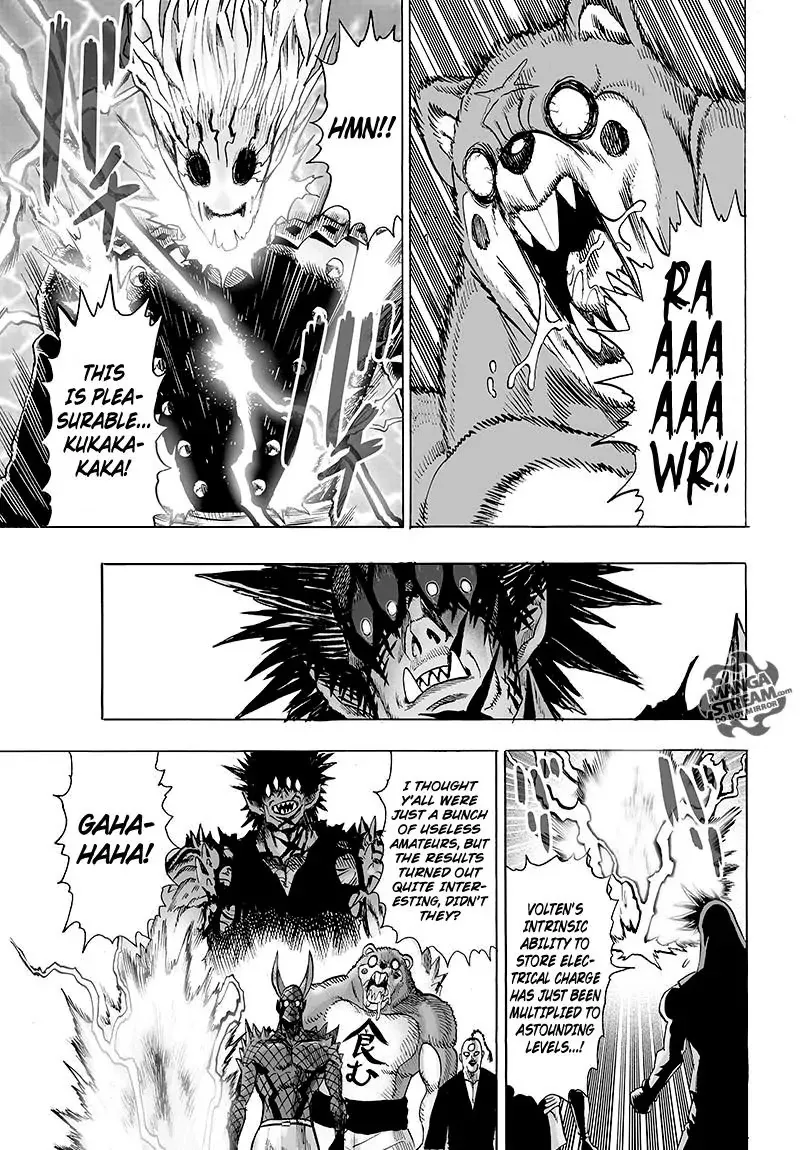 RA
AAA
AAA
WR!!
HMN!!
THIS
IS PLEA-
SURABLE...
KUKAKA-
KAKA!
MANGA
STREAM.com
DO NOT MIRROR
VOLTEN'S
INTRINSIC
ABILITY TO
STORE ELEC-
TRICAL CHARGE
HAS JUST BEEN
MULTIPLIED TO
ASTOUNDING
LEVELS...!
I THOUGHT
Y'ALL WERE
JUST A BUNCH
OF USELESS
AMATEURS, BUT
THE RESULTS
TURNED OUT
QUITE INTER-
ESTING, DIDN'T
THEY?
GAHA-
HAHA!
食む